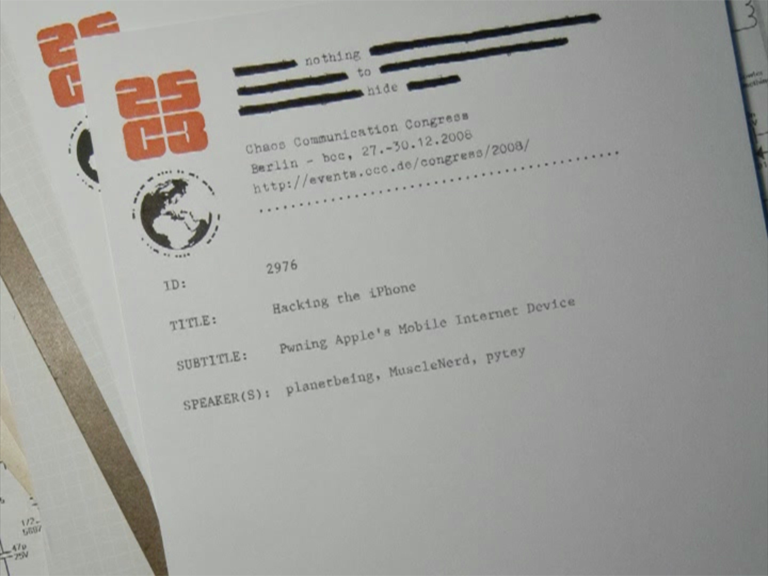 25
C3
nothing
to
hide
Chaos Communication Congress
Berlin - bcc, 27.-30.12.2008
http://events.ccc.de/congress/2008/
ID: 2976
TITLE: Hacking the iPhone
SUBTITLE: Pwning Apple's Mobile Internet Device
SPEAKER(S): planetbeing, MuscleNerd, pytey